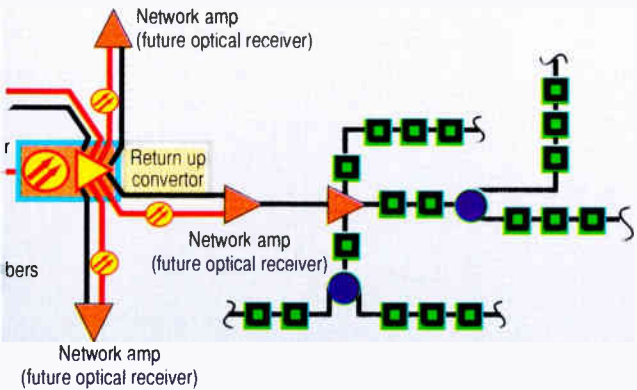 Network amp
(future optical receiver)
r
Return up
convertor
Network amp
(future optical receiver)
bers
Network amp
(future optical receiver)